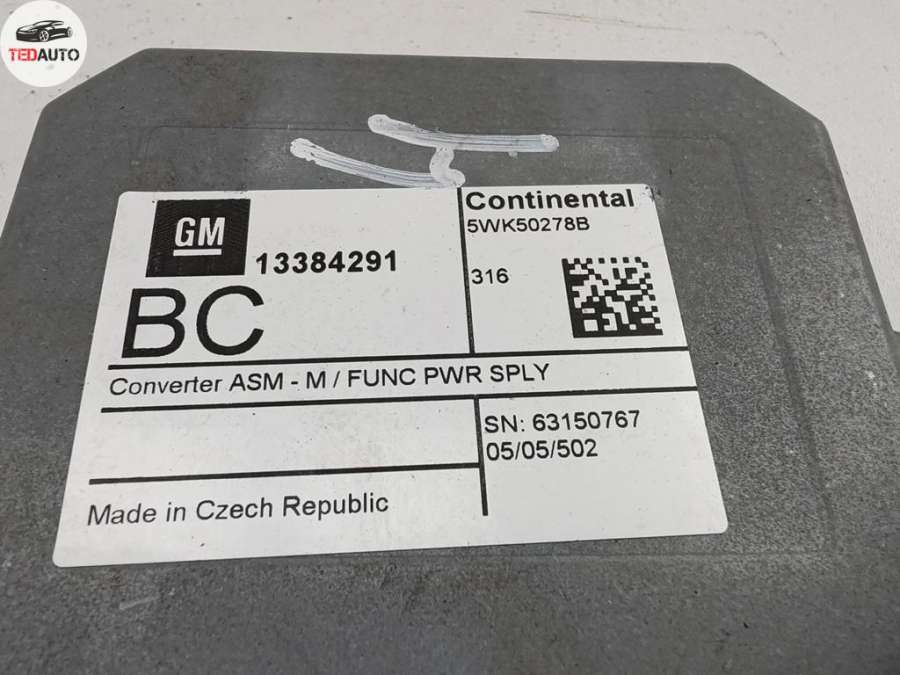 TEDAUTO
GM
13384291
BC
Continental
5WK50278B
316
Converter ASM - M / FUNC PWR SPLY
SN: 63150767
05/05/502
Made in Czech Republic